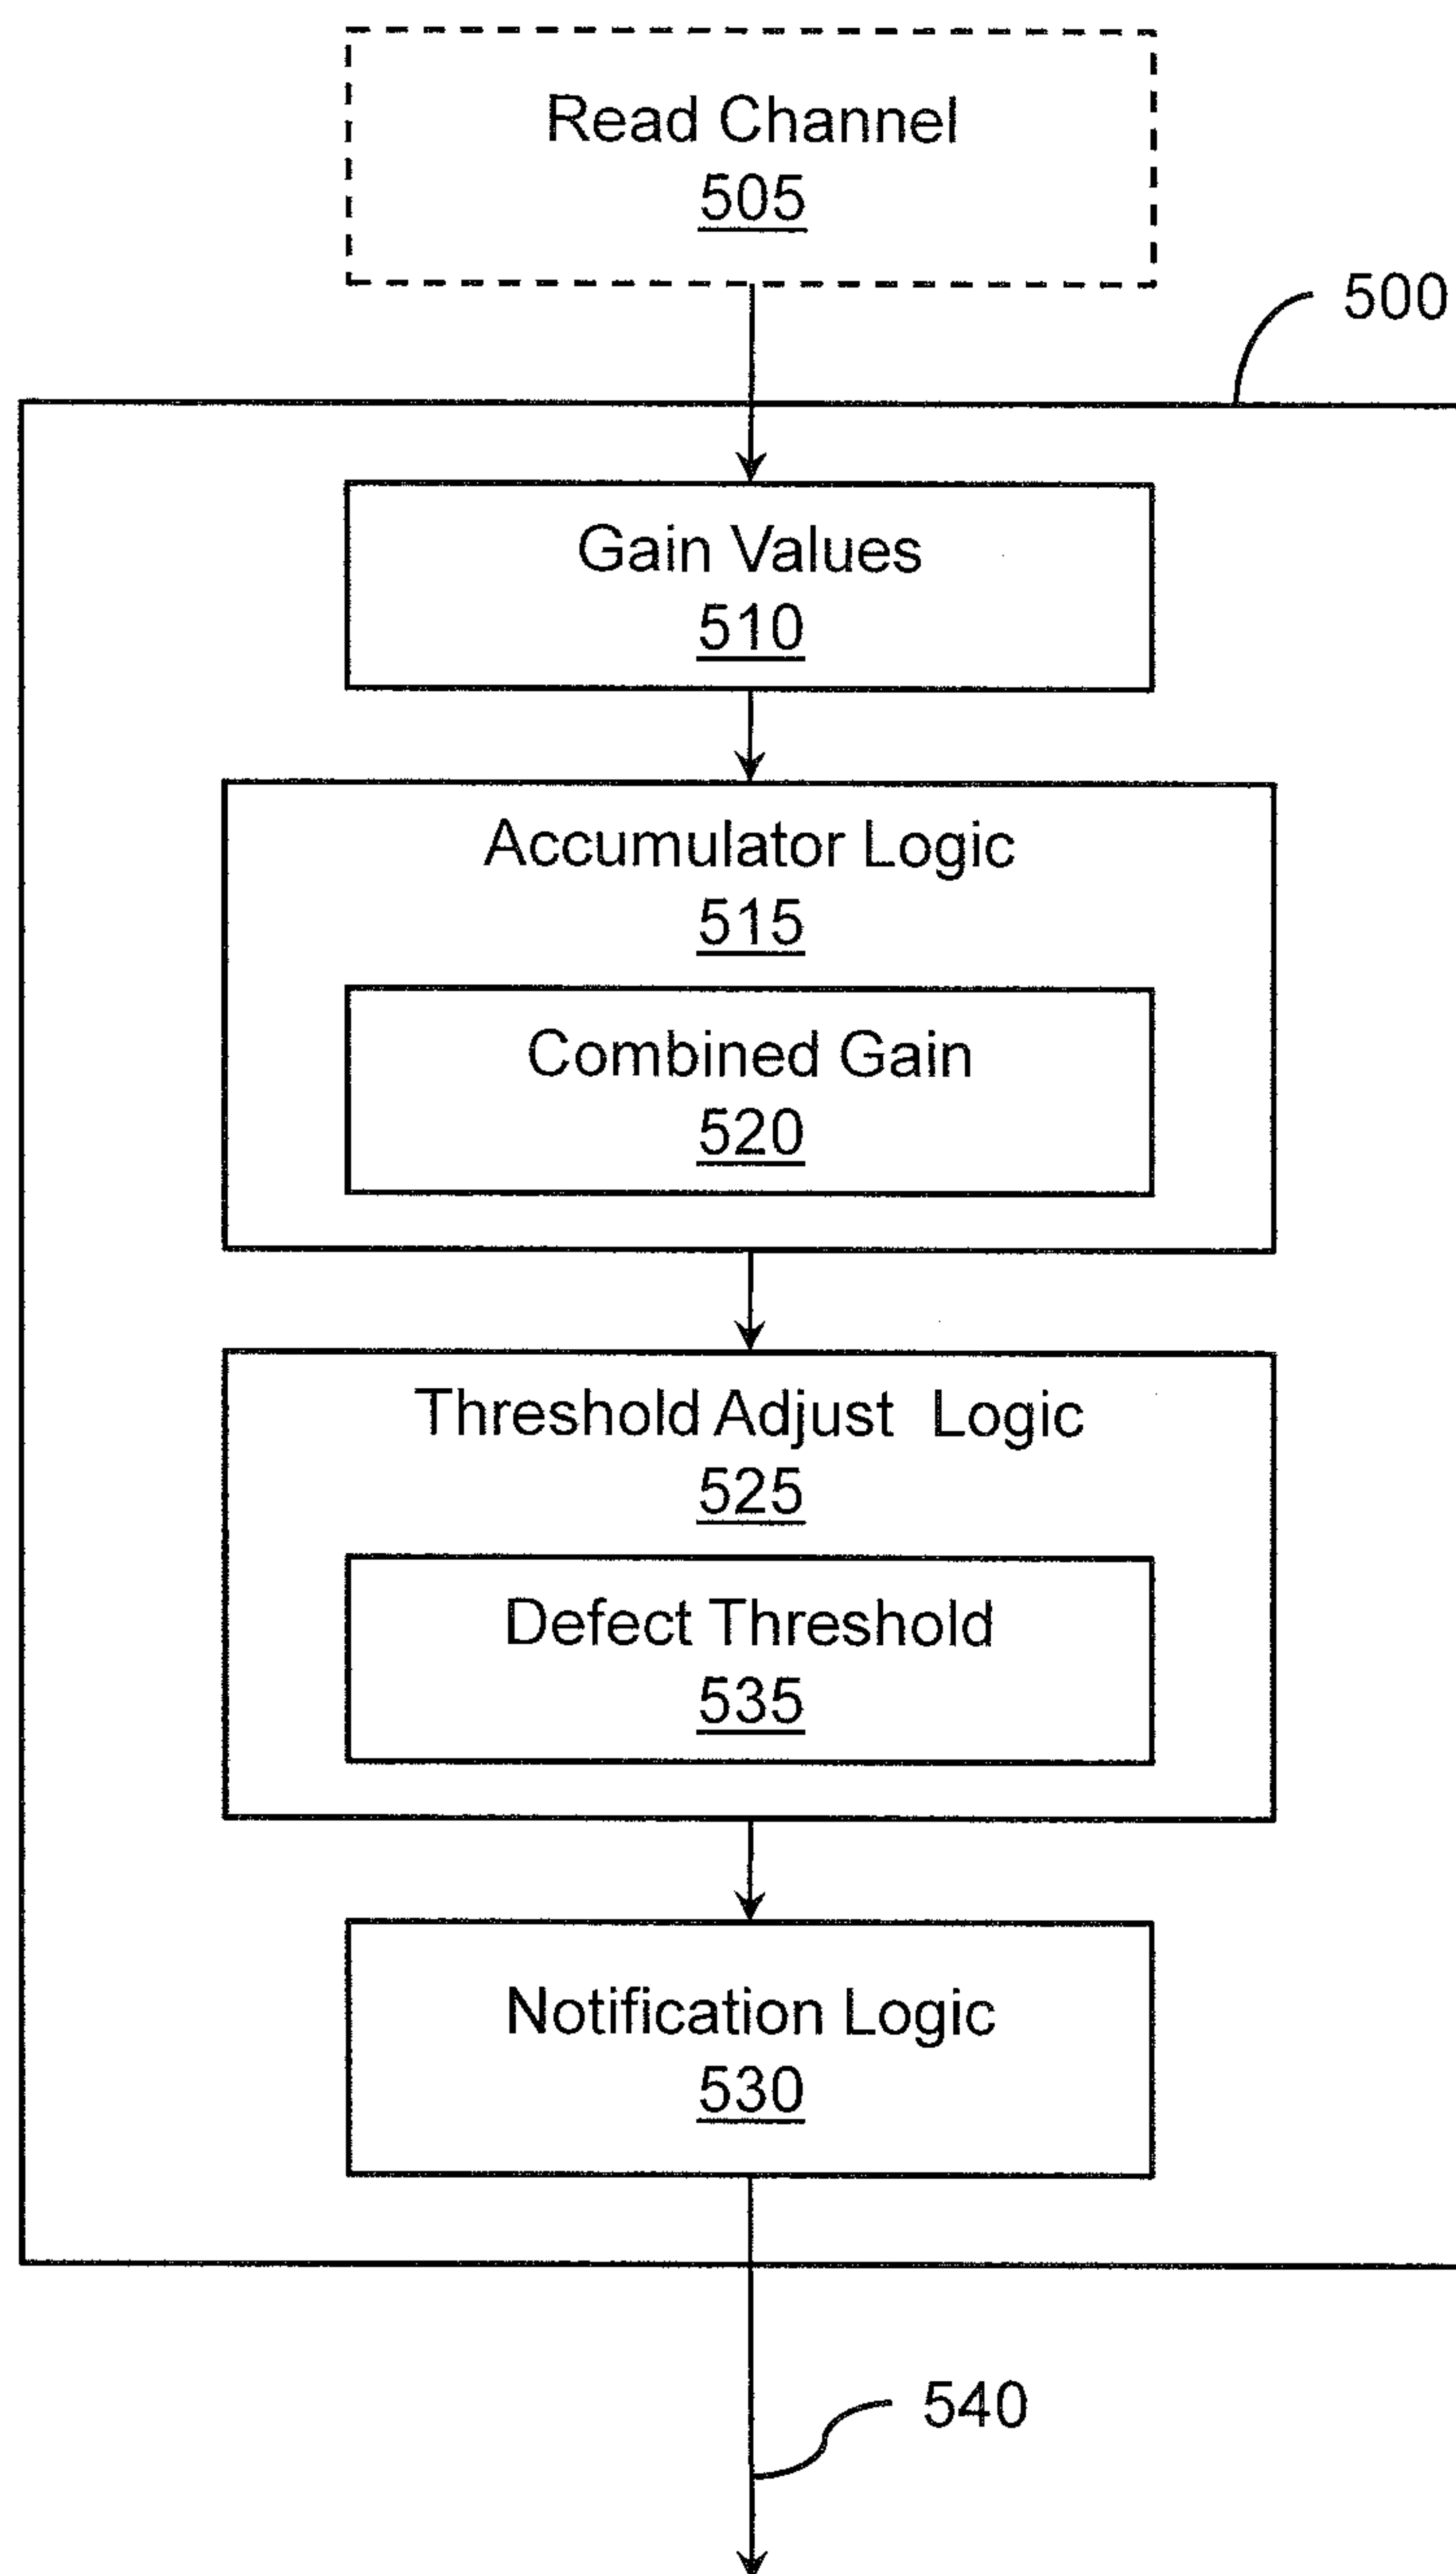 Read Channel
505
500
Gain Values
510
Accumulator Logic
515
Combined Gain
520
Threshold Adjust Logic
525
Defect Threshold
535
Notification Logic
530
540